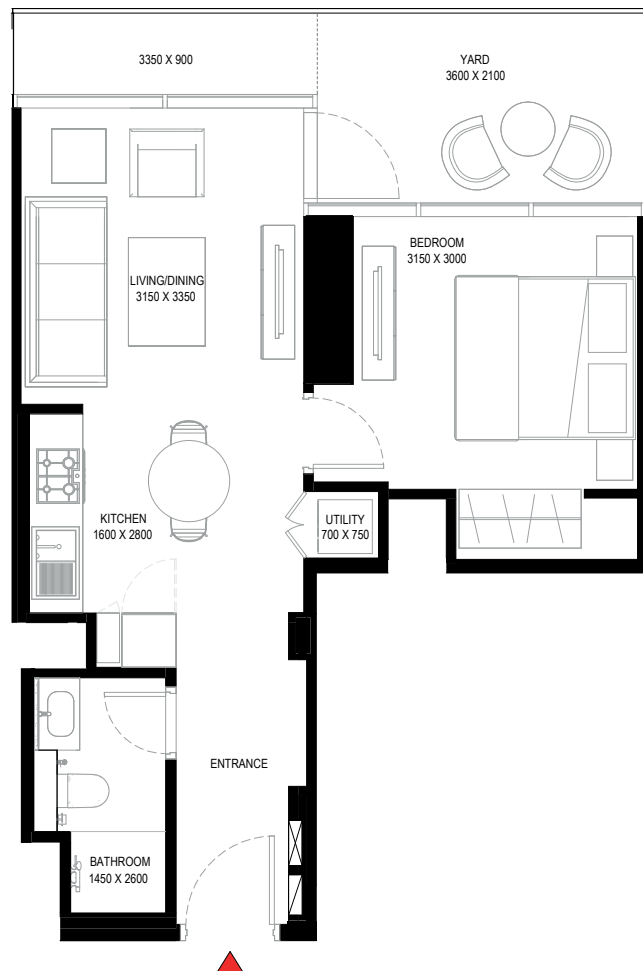 3350 X 900
YARD
3600 X 2100
BEDROOM
3150 X 3000
LIVING/DINING
3150 X 3350
KITCHEN
1600 X 2800
UTILITY
700 X 750
ENTRANCE
BATHROOM
1450 X 2600